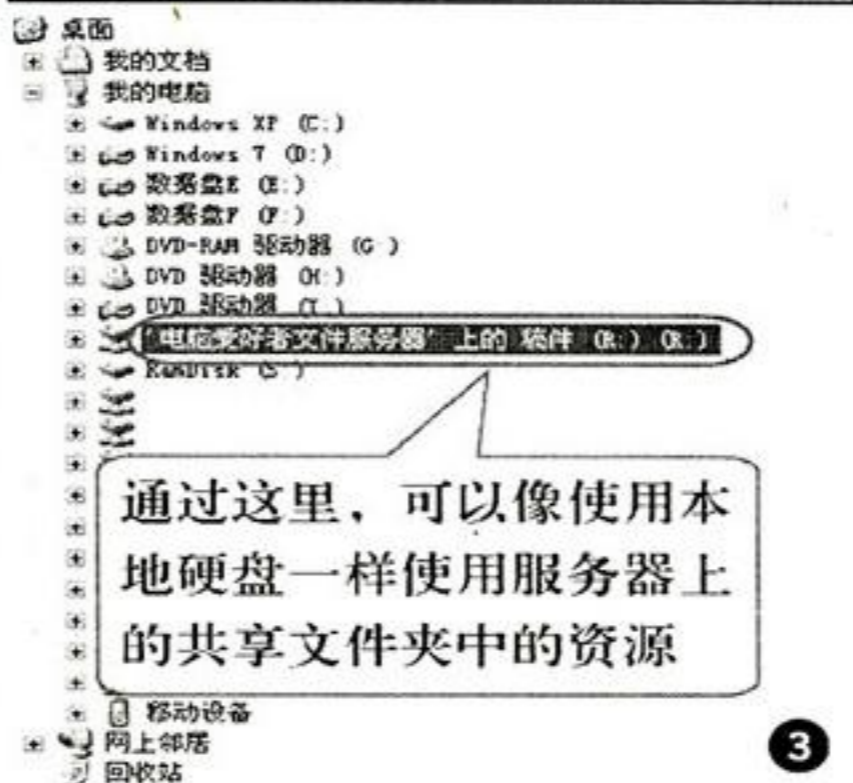 桌面
我的文档
我的电脑
Windows XP (C:)
Windows 7 (D:)
数据盘E (E:)
数据盘F (F:)
DVD-RAM 驱动器 (G:)
DVD 驱动器 (H:)
DVD 驱动器 (I:)
"电脑爱好者文件服务器" 上的 稿件 (R:) (R:)
RamDisk (S:)
通过这里，可以像使用本
地硬盘一样使用服务器上
的共享文件夹中的资源
移动设备
网上邻居
回收站
3